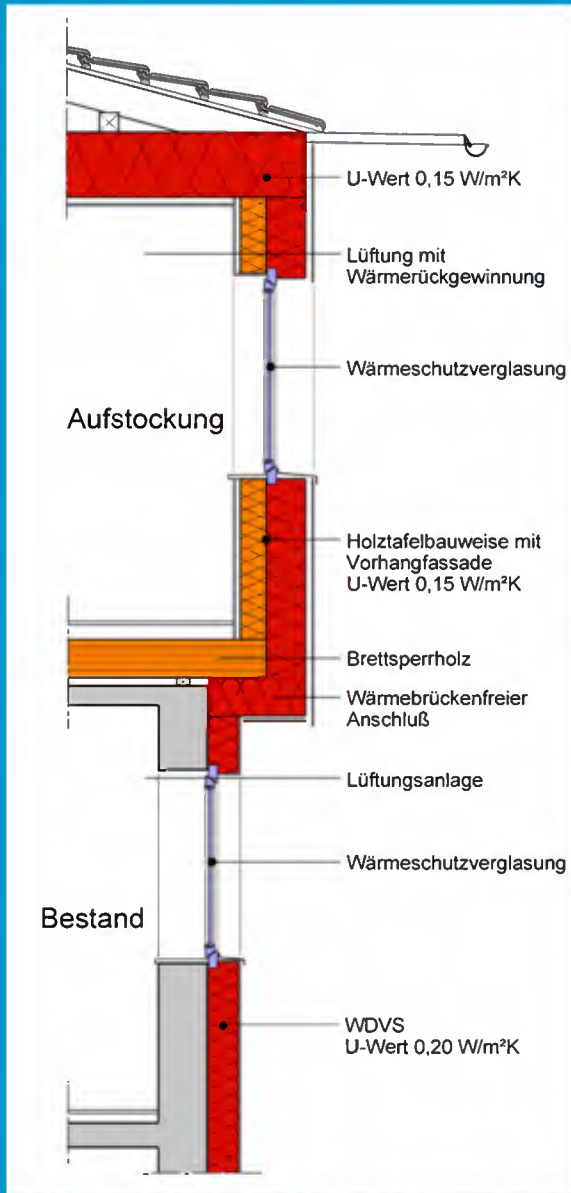 U-Wert 0,15 W/m²K
Lüftung mit
Wärmerückgewinnung
Wärmeschutzverglasung
Aufstockung
Holztafelbauweise mit
Vorhangfassade
U-Wert 0,15 W/m²K
Brettsperrholz
Wärmebrückenfreier
Anschluß
Lüftungsanlage
Wärmeschutzverglasung
Bestand
WDVS
U-Wert 0,20 W/m²K